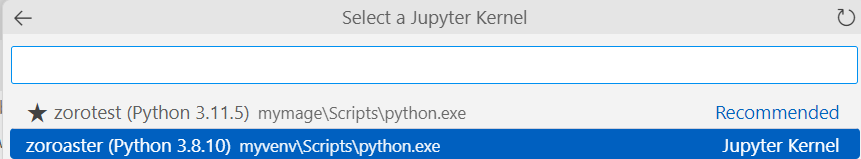 Select a Jupyter Kernel
zorotest (Python 3.11.5) mymage\Scripts\python.exe Recommended
zoroaster (Python 3.8.10) myvenv\Scripts\python.exe Jupyter Kernel